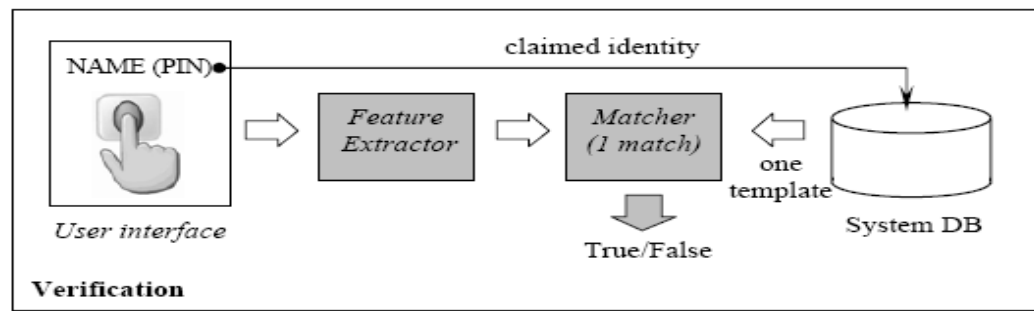 claimed identity
NAME (PIN)
Feature
Extractor
Matcher
(1 match)
one
template
User interface
System DB
True/False
Verification